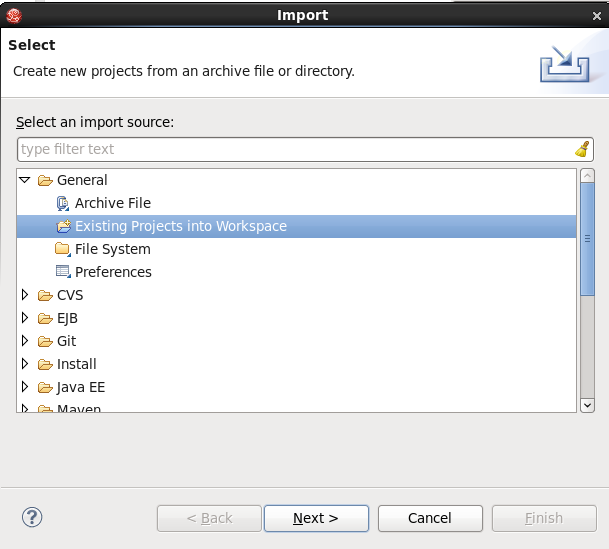 Import
Select
Create new projects from an archive file or directory.
Select an import source:
type filter text
General
Archive File
Existing Projects into Workspace
File System
Preferences
CVS
EJB
Git
Install
Java EE
Maven
< Back
Next >
Cancel
Finish